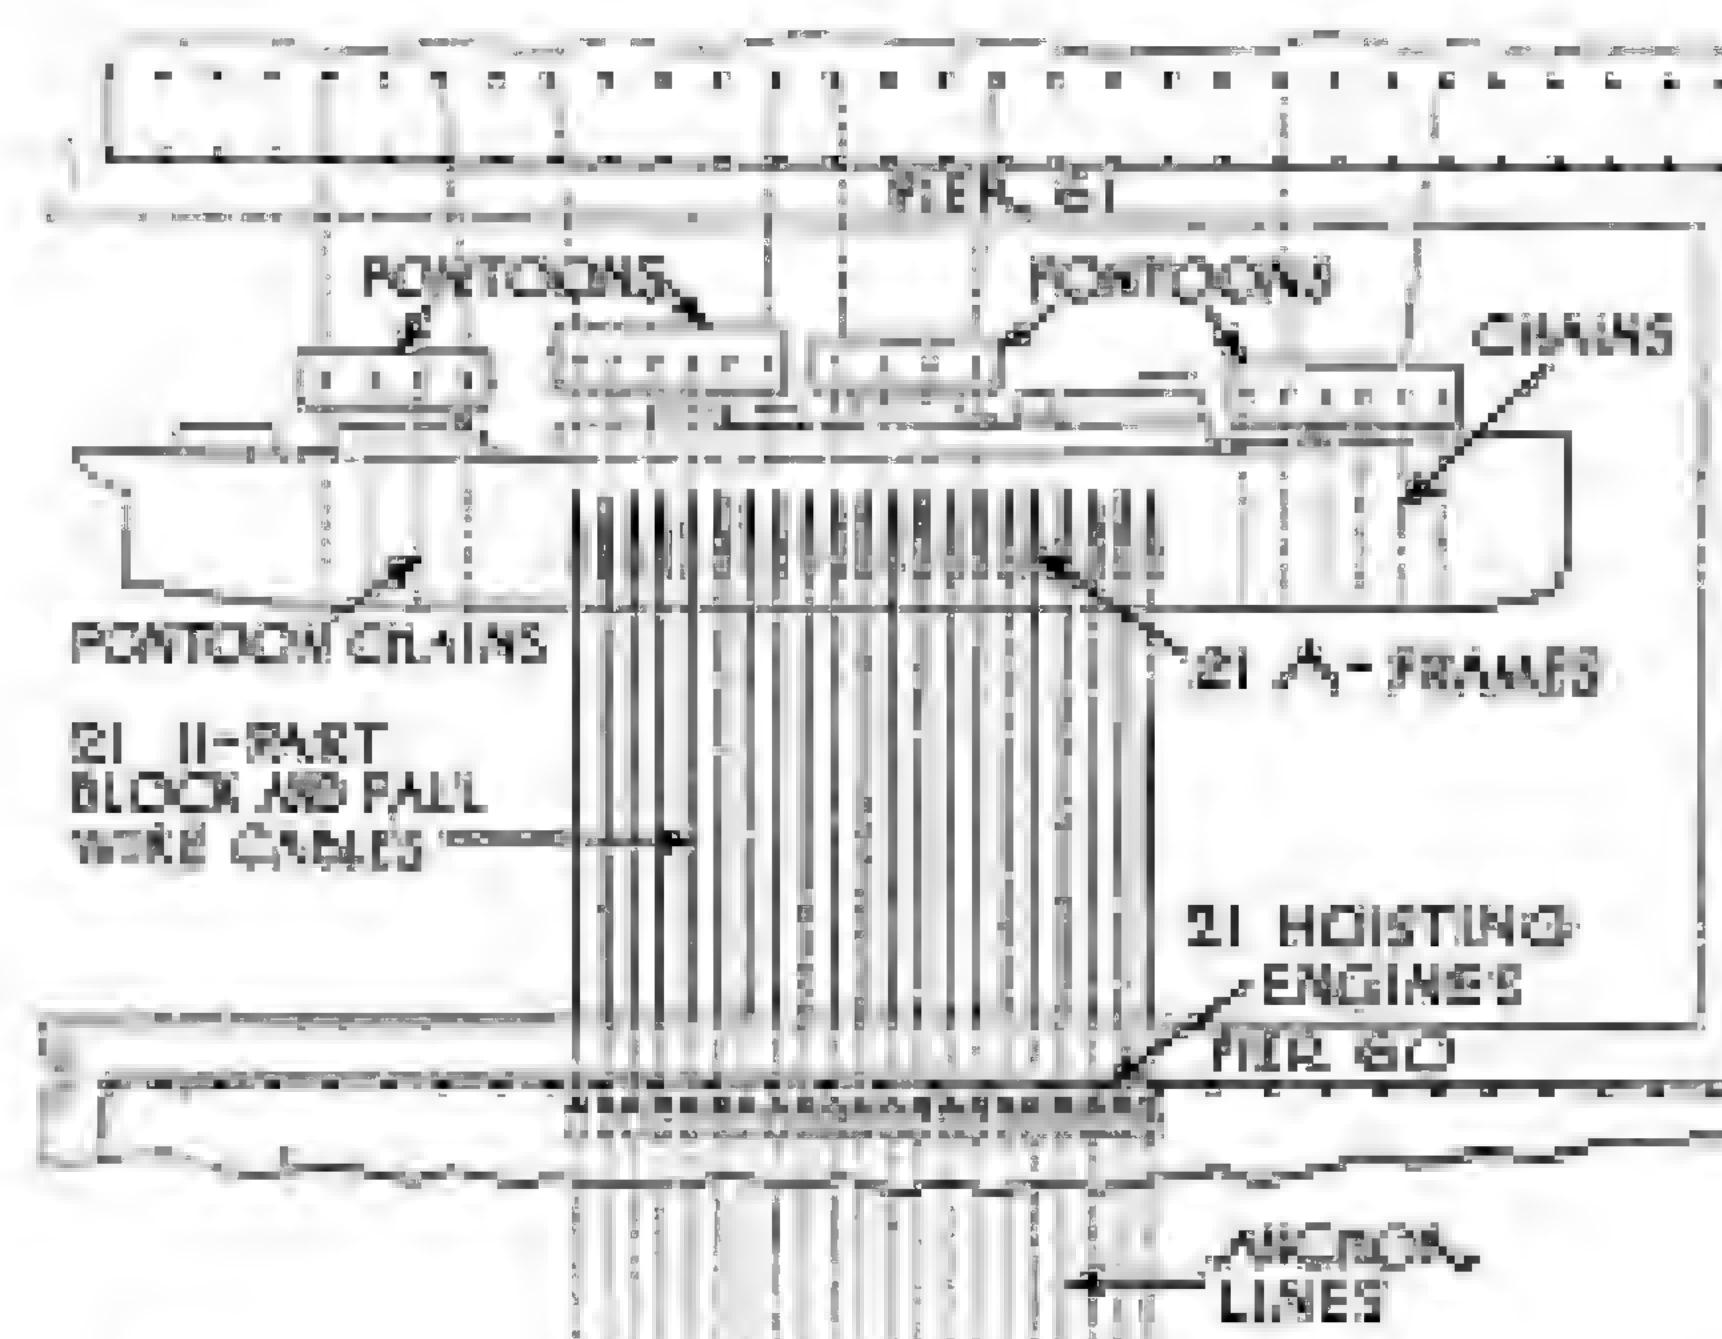 PIER 61
PONTOONS
PONTOONS
CHAINS
PONTOON CHAINS
21 A-FRAMES
21 11-PART
BLOCK AND FALL
WIRE CABLES
21 HOISTING
ENGINES
PIER 60
ANCHOR
LINES